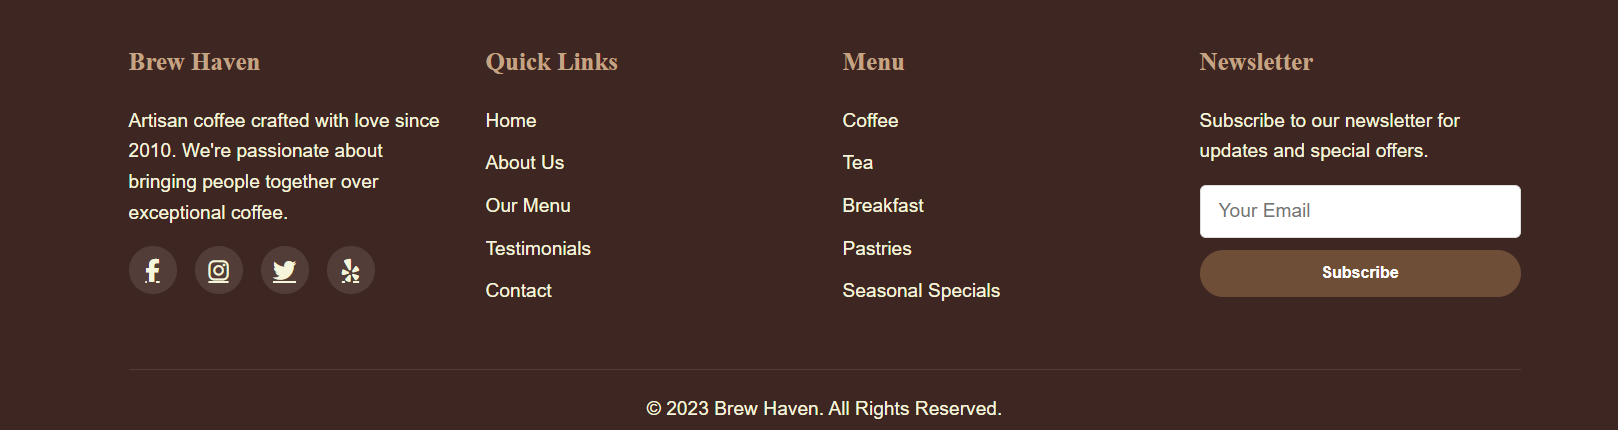 Brew Haven
Artisan coffee crafted with love since
2010. We're passionate about
bringing people together over
exceptional coffee.
Quick Links
Home
About Us
Our Menu
Testimonials
Contact
Menu
Coffee
Tea
Breakfast
Pastries
Seasonal Specials
Newsletter
Subscribe to our newsletter for
updates and special offers.
Your Email
Subscribe
© 2023 Brew Haven. All Rights Reserved.